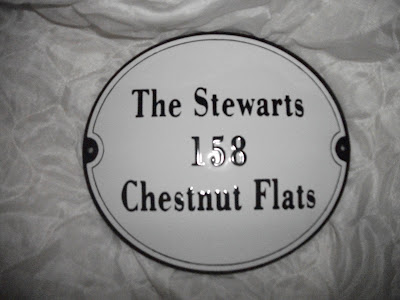 The Stewarts
158
Chestnut Flats